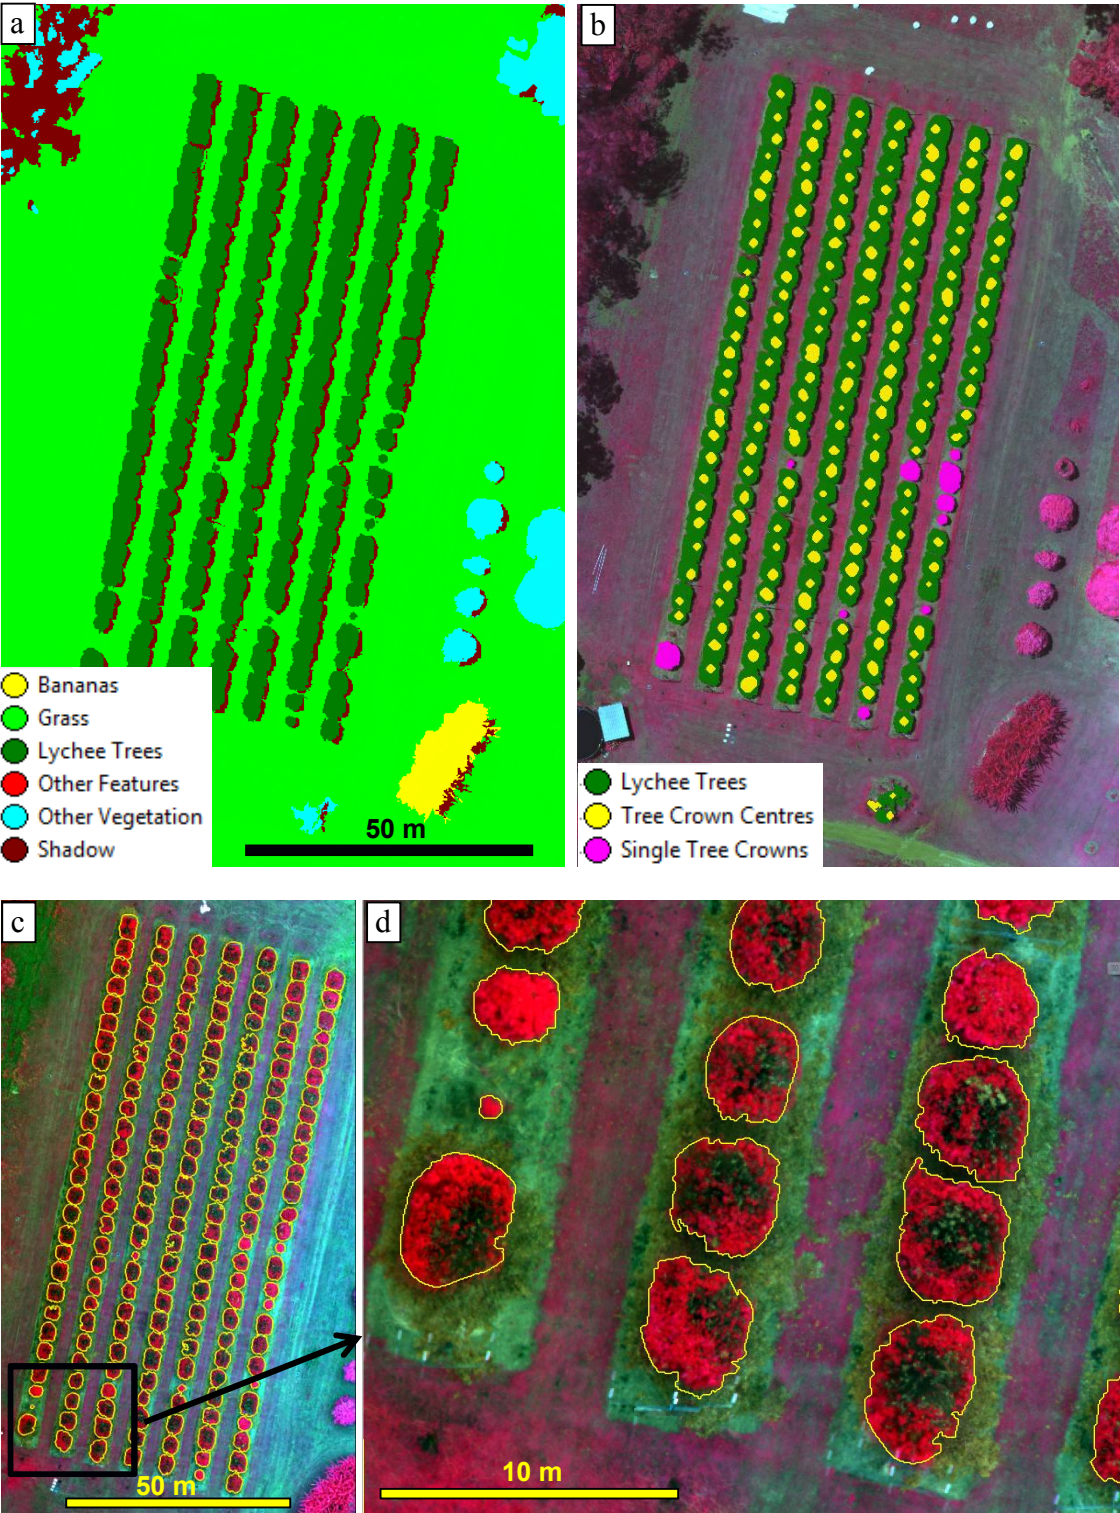 a
Bananas
Grass
Lychee Trees
Other Features
Other Vegetation
Shadow
50 m
b
Lychee Trees
Tree Crown Centres
Single Tree Crowns
c
50 m
d
10 m